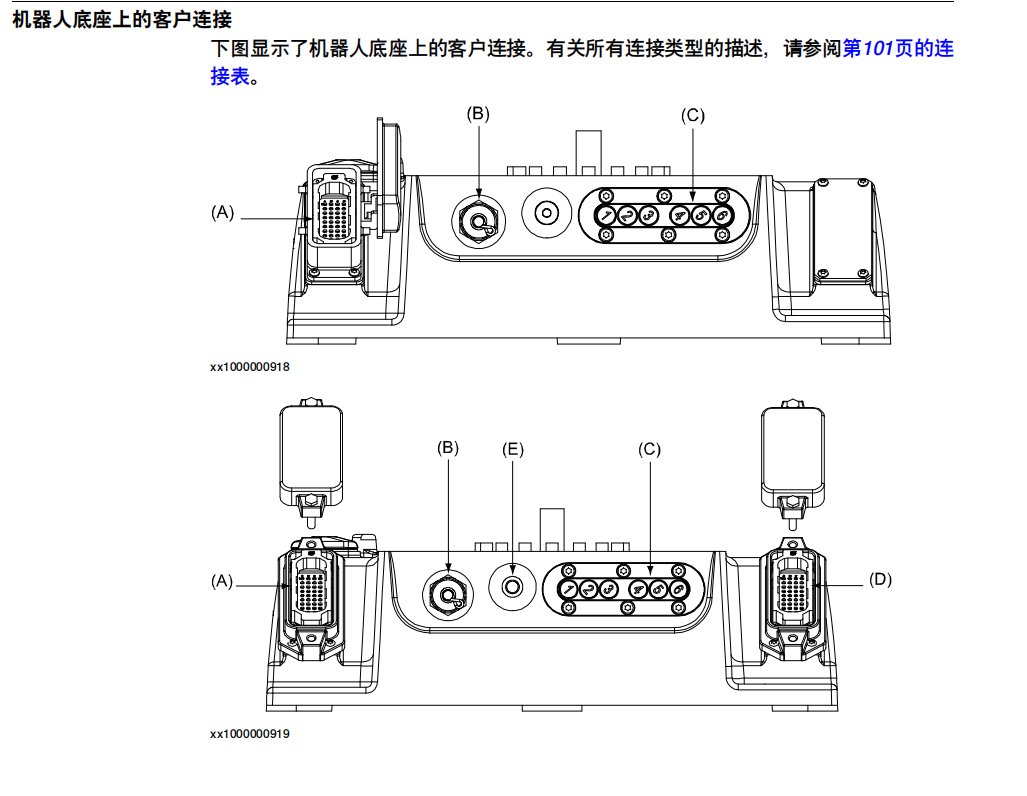 机器人底座上的客户连接
下图显示了机器人底座上的客户连接。有关所有连接类型的描述，请参阅第101页的连
接表。
(B) (C)
(A)
1 2 3 4 5 6
xx1000000918
(B) (E) (C)
(A) (D)
1 2 3 4 5 6
xx1000000919